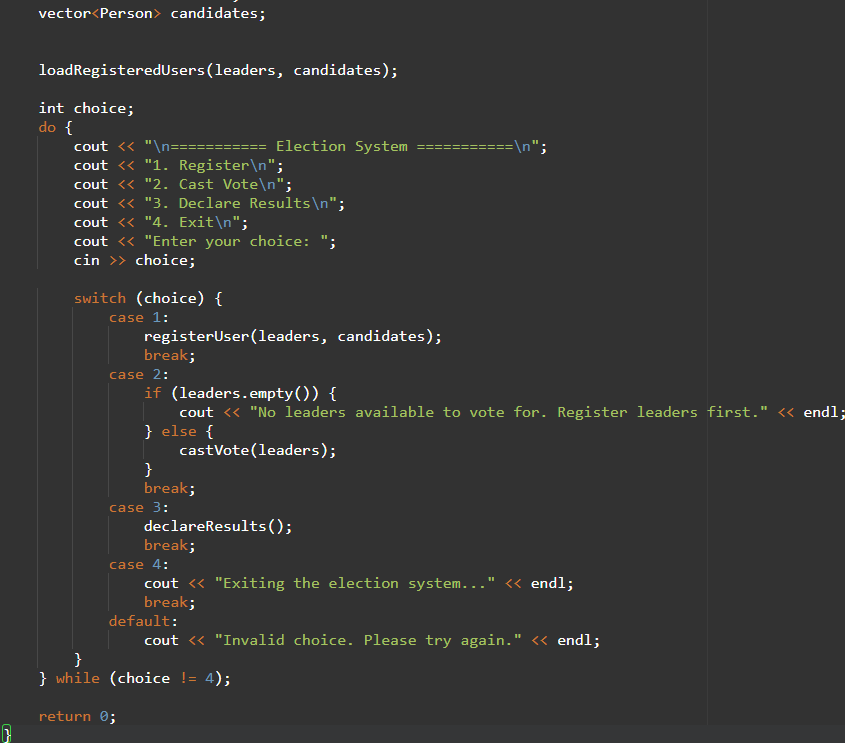 vector<Person> candidates;
loadRegisteredUsers(leaders, candidates);
int choice;
do {
cout << "\n=========== Election System ===========\n";
cout << "1. Register\n";
cout << "2. Cast Vote\n";
cout << "3. Declare Results\n";
cout << "4. Exit\n";
cout << "Enter your choice: ";
cin >> choice;
switch (choice) {
case 1:
registerUser(leaders, candidates);
break;
case 2:
if (leaders.empty()) {
cout << "No leaders available to vote for. Register leaders first." << endl;
} else {
castVote(leaders);
}
break;
case 3:
declareResults();
break;
case 4:
cout << "Exiting the election system..." << endl;
break;
default:
cout << "Invalid choice. Please try again." << endl;
}
} while (choice != 4);
return 0;
}